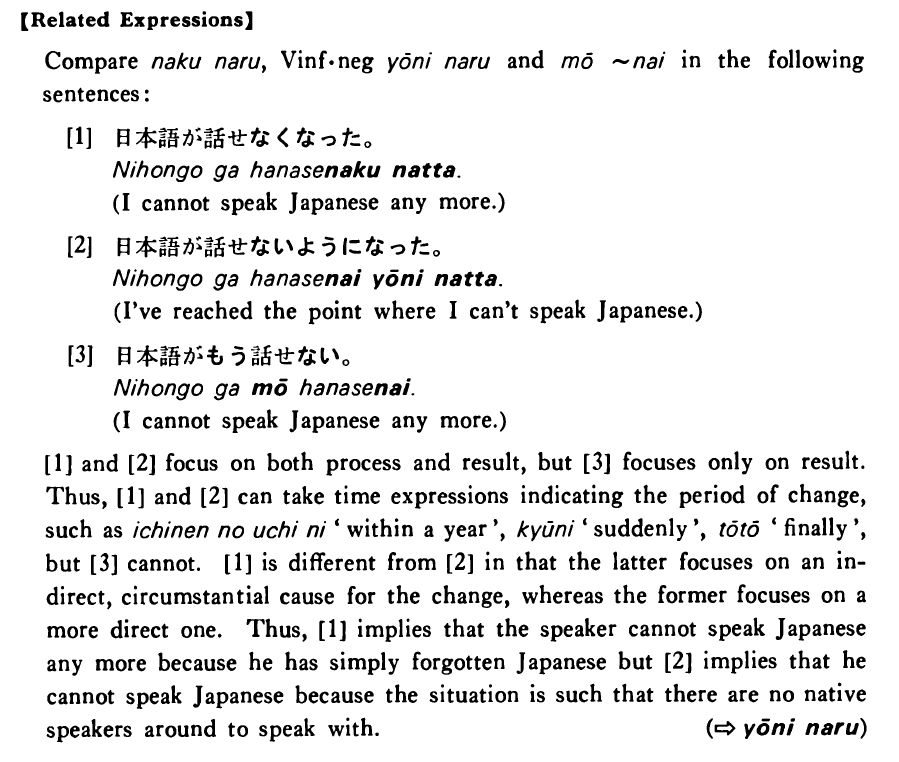 【Related Expressions】
Compare naku naru, Vinf·neg yōni naru and mō ~nai in the following
sentences:
[1] 日本語が話せなくなった。
Nihongo ga hanasenaku natta.
(I cannot speak Japanese any more.)
[2] 日本語が話せないようになった。
Nihongo ga hanasenai yōni natta.
(I've reached the point where I can't speak Japanese.)
[3] 日本語がもう話せない。
Nihongo ga mō hanasenai.
(I cannot speak Japanese any more.)
[1] and [2] focus on both process and result, but [3] focuses only on result.
Thus, [1] and [2] can take time expressions indicating the period of change,
such as ichinen no uchi ni ‘within a year’, kyūni ‘suddenly’, tōtō ‘finally’,
but [3] cannot. [1] is different from [2] in that the latter focuses on an in-
direct, circumstantial cause for the change, whereas the former focuses on a
more direct one. Thus, [1] implies that the speaker cannot speak Japanese
any more because he has simply forgotten Japanese but [2] implies that he
cannot speak Japanese because the situation is such that there are no native
speakers around to speak with. (⇨ yōni naru)